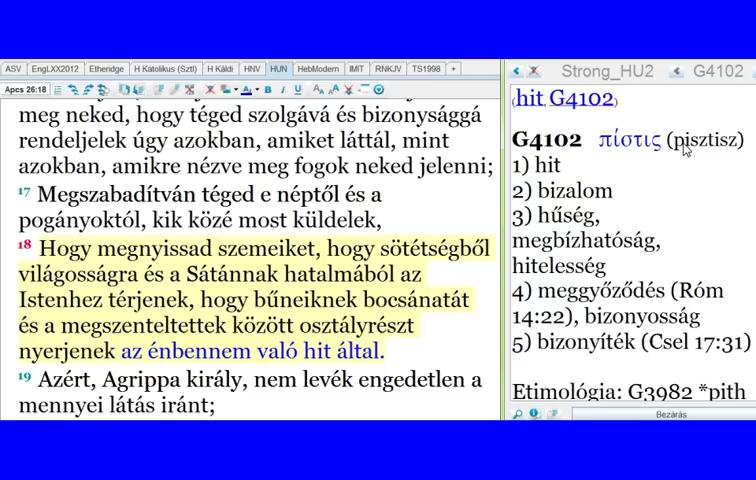 ASV EngLXX2012 Etheridge H Katolikus (Sztl) H Káldi HNV HUN HebModern IMIT RNKJV TS1998 +
Apcs 26:18
meg neked, hogy téged szolgává és bizonysággá
rendeljelek úgy azokban, amiket láttál, mint
azokban, amikre nézve meg fogok neked jelenni;
17 Megszabadítván téged e néptől és a
pogányoktól, kik közé most küldelek,
18 Hogy megnyissad szemeiket, hogy sötétségből
világosságra és a Sátánnak hatalmából az
Istenhez térjenek, hogy bűneiknek bocsánatát
és a megszenteltettek között osztályrészt
nyerjenek az énbennem való hit által.
19 Azért, Agrippa király, nem levék engedetlen a
mennyei látás iránt;
Strong_HU2 G4102
(hit G4102)
G4102 πίστις (pisztisz)
1) hit
2) bizalom
3) hűség,
megbízhatóság,
hitelesség
4) meggyőződés (Róm
14:22), bizonyosság
5) bizonyíték (Csel 17:31)
Etimológia: G3982 *pith
Bezárás